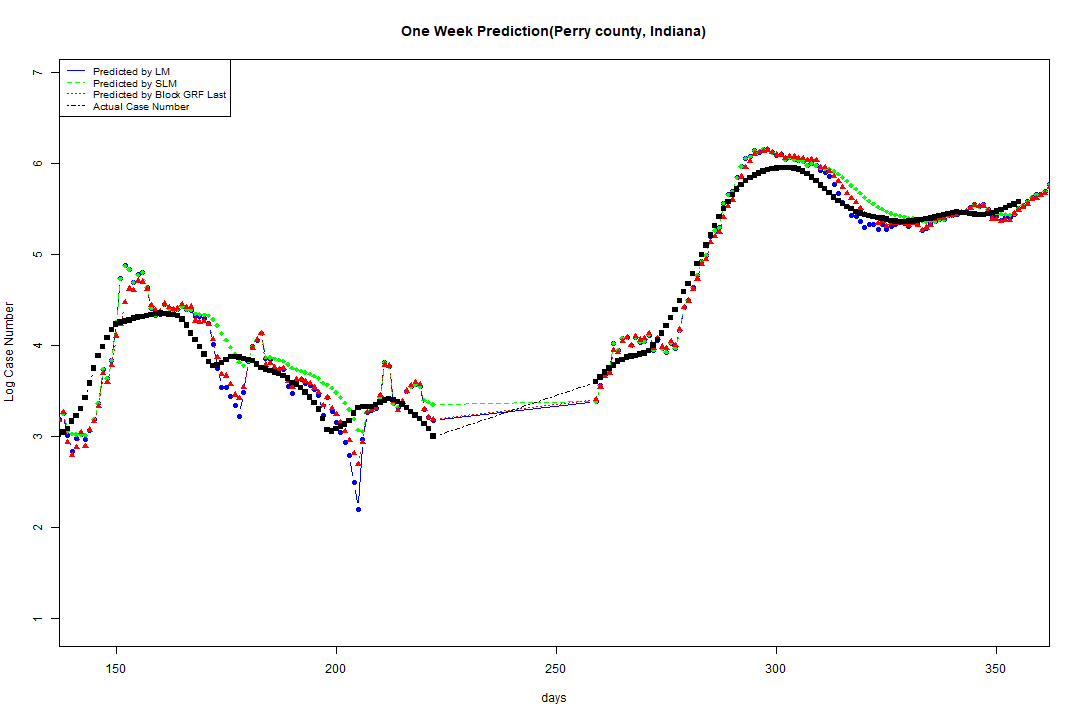 One Week Prediction(Perry county, Indiana)
Predicted by LM
Predicted by SLM
Predicted by Block GRF Last
Actual Case Number
7
6
5
4
3
2
1
Log Case Number
150
200
250
300
350
days